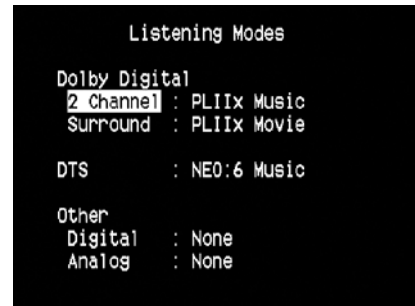 Listening Modes
Dolby Digital
2 Channel : PLIIx Music
Surround : PLIIx Movie
DTS : NEO:6 Music
Other
Digital : None
Analog : None